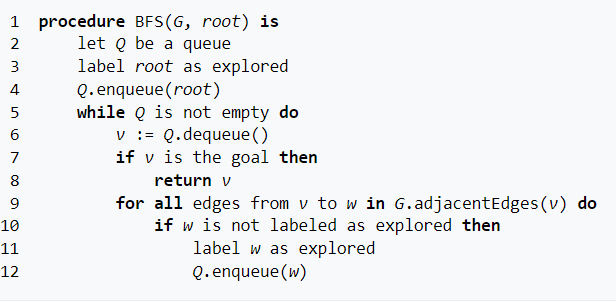 1 procedure BFS(G, root) is
2 let Q be a queue
3 label root as explored
4 Q.enqueue(root)
5 while Q is not empty do
6 v := Q.dequeue()
7 if v is the goal then
8 return v
9 for all edges from v to w in G.adjacentEdges(v) do
10 if w is not labeled as explored then
11 label w as explored
12 Q.enqueue(w)